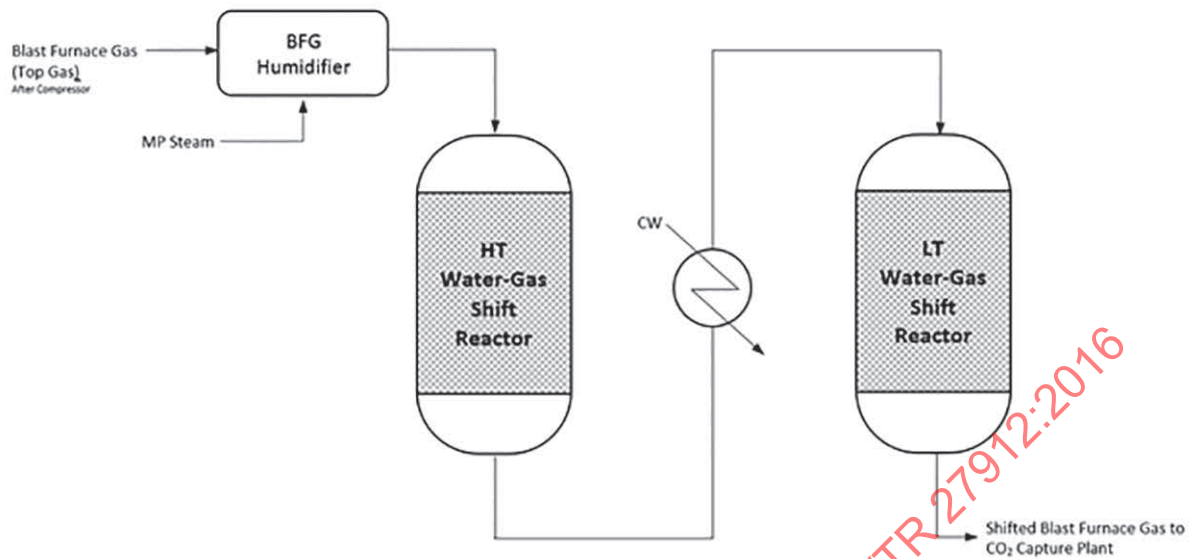 Blast Furnace Gas
(Top Gas)
After Compressor
BFG
Humidifier
MP Steam
HT
Water-Gas
Shift
Reactor
CW
LT
Water-Gas
Shift
Reactor
Shifted Blast Furnace Gas to
CO₂ Capture Plant
TR 27912:2016